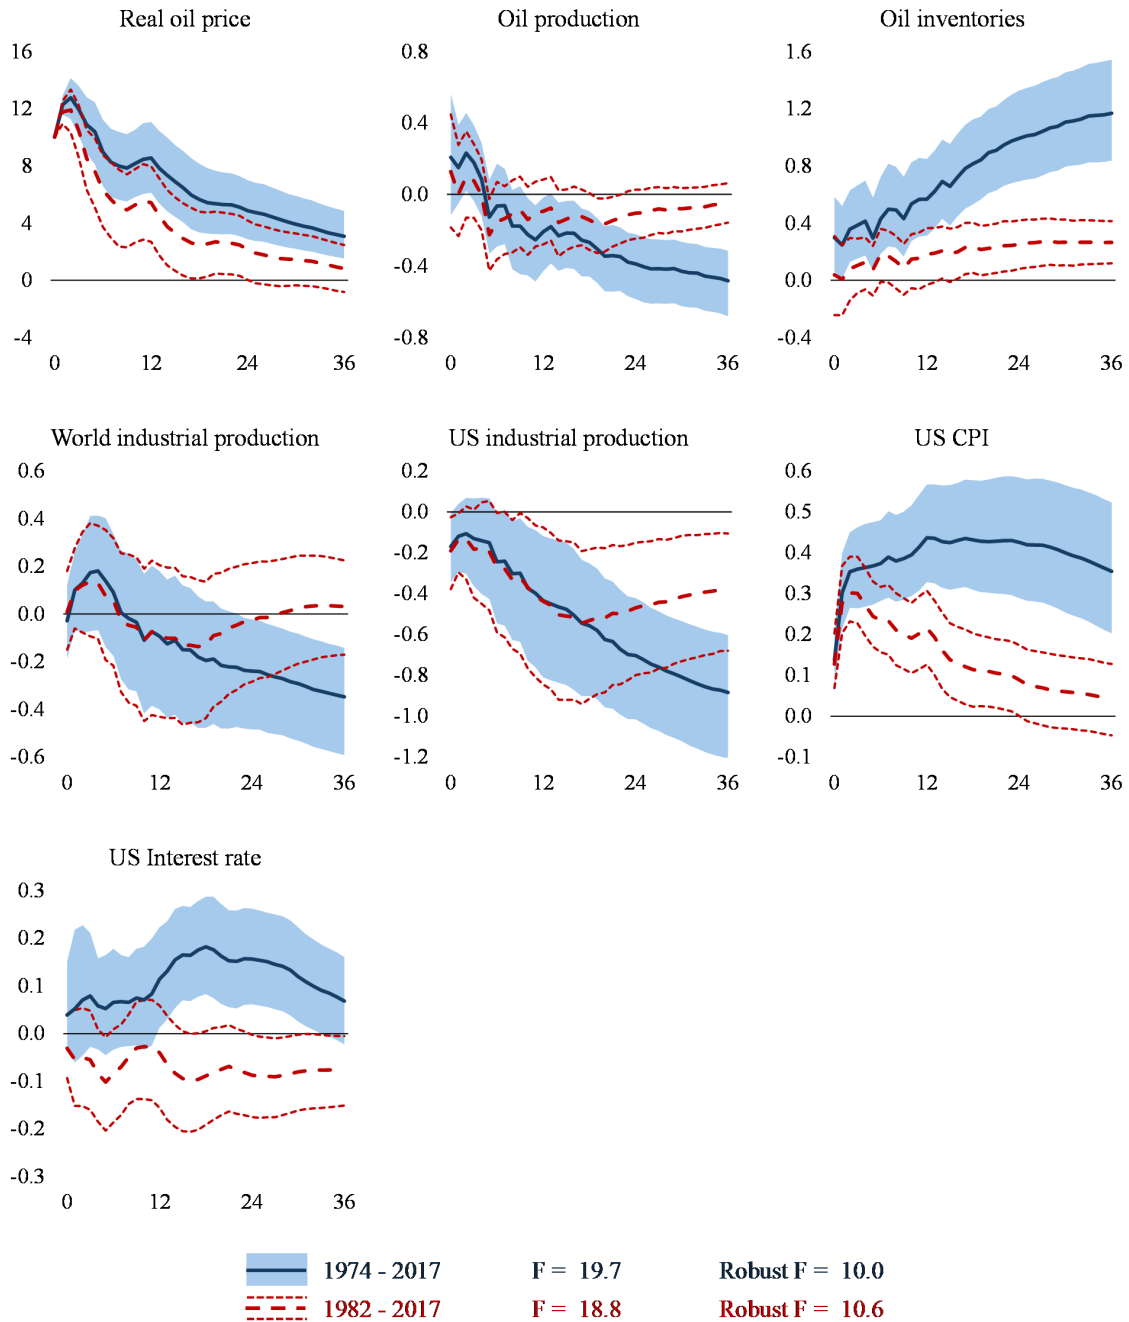 Real oil price
Oil production
Oil inventories
16
12
8
4
0
-4
0 12 24 36
0.8
0.4
0.0
-0.4
-0.8
0 12 24 36
1.6
1.2
0.8
0.4
0.0
-0.4
0 12 24 36
World industrial production
US industrial production
US CPI
0.6
0.4
0.2
0.0
-0.2
-0.4
-0.6
0 12 24 36
0.2
0.0
-0.2
-0.4
-0.6
-0.8
-1.0
-1.2
0 12 24 36
0.6
0.5
0.4
0.3
0.2
0.1
0.0
-0.1
0 12 24 36
US Interest rate
0.3
0.2
0.1
0.0
-0.1
-0.2
-0.3
0 12 24 36
1974 - 2017 F = 19.7 Robust F = 10.0
1982 - 2017 F = 18.8 Robust F = 10.6